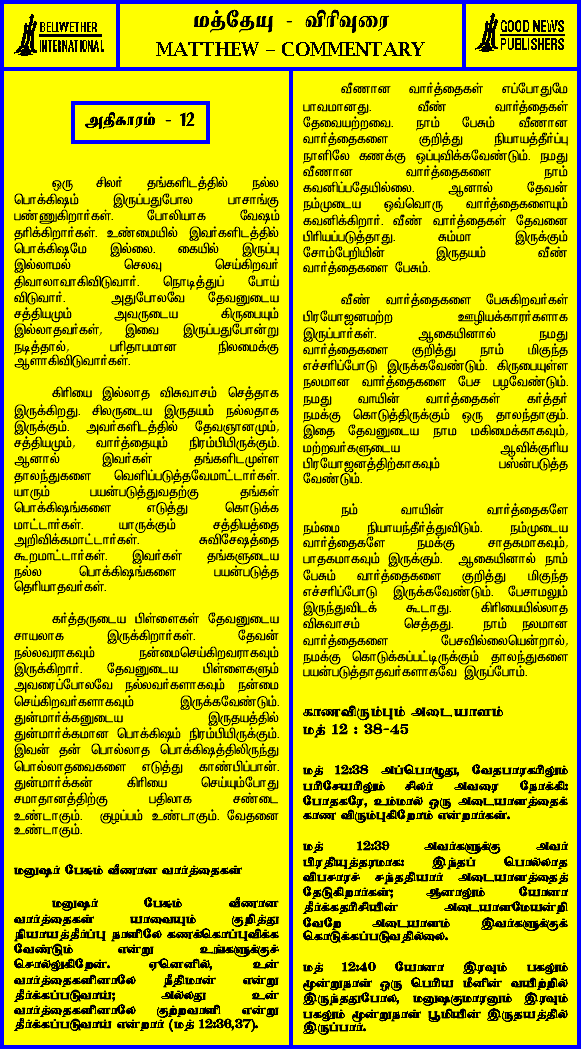 BELIWETHER
INTERNATIONAL
மத்தேயு - விரிவுரை
MATTHEW – COMMENTARY
GOOD NEWS
PUBLISHERS
அதிகாரம் - 12
ஒரு சிலர் தங்களிடத்தில் நல்ல
பொக்கிஷம் இருப்பதுபோல பாசாங்கு
பண்ணுகிறார்கள். போலியாக வேஷம்
தரிக்கிறார்கள். உண்மையில் இவர்களிடத்தில்
பொக்கிஷமே இல்லை. கையில் இருப்பு
இல்லாமல் செலவு செய்கிறவர்
திவாலாவாகிவிடுவார். நொடித்துப் போய்
விடுவார். அதுபோலவே தேவனுடைய
சத்தியமும் அவருடைய கிருபையும்
இல்லாதவர்கள், இவை இருப்பதுபோன்று
நடித்தால், பரிதாபமான நிலமைக்கு
ஆளாகிவிடுவார்கள்.
கிரியை இல்லாத விசுவாசம் செத்தாக
இருக்கிறது. சிலருடைய இருதயம் நல்லதாக
இருக்கும். அவர்களிடத்தில் தேவஞானமும்,
சத்தியமும், வார்த்தையும் நிரம்பியிருக்கும்.
ஆனால் இவர்கள் தங்களிடமுள்ள
தாலந்துகளை வெளிப்படுத்தவேமாட்டார்கள்.
யாரும் பயன்படுத்துவதற்கு தங்கள்
பொக்கிஷங்களை எடுத்து கொடுக்க
மாட்டார்கள். யாருக்கும் சத்தியத்தை
அறிவிக்கமாட்டார்கள். சுவிசேஷத்தை
கூறமாட்டார்கள். இவர்கள் தங்களுடைய
நல்ல பொக்கிஷங்களை பயன்படுத்த
தெரியாதவர்கள்.
கர்த்தருடைய பிள்ளைகள் தேவனுடைய
சாயலாக இருக்கிறார்கள். தேவன்
நல்லவராகவும் நன்மைசெய்கிறவராகவும்
இருக்கிறார். தேவனுடைய பிள்ளைகளும்
அவரைப்போலவே நல்லவர்களாகவும் நன்மை
செய்கிறவர்களாகவும் இருக்கவேண்டும்.
துன்மார்க்கனுடைய இருதயத்தில்
துன்மார்க்கமான பொக்கிஷம் நிரம்பியிருக்கிறது.
இவன் தன் பொல்லாத பொக்கிஷத்திலிருந்து
பொல்லாதவைகளை எடுத்து காண்பிப்பான்.
துன்மார்க்கன் கிரியை செய்யும்போது
சமாதானத்திற்கு பதிலாக சண்டை
உண்டாகும். குழப்பம் உண்டாகும். வேதனை
உண்டாகும்.
மனுஷர் பேசும் வீணான வார்த்தைகள்
மனுஷர் பேசும் வீணான
வார்த்தைகள் யாவையும் குறித்து
நியாயத்தீர்ப்பு நாளிலே கணக்கொப்புவிக்க
வேண்டும் என்று உங்களுக்குச்
சொல்லுகிறேன். ஏனெனில், உன்
வார்த்தைகளினாலே நீதிமான் என்று
தீர்க்கப்படுவாய்; அல்லது உன்
வார்த்தைகளினாலே குற்றவாளி என்று
தீர்க்கப்படுவாய் என்றார் (மத் 12:36,37).
வீணான வார்த்தைகள் எப்போதுமே
பாவமானது. வீண் வார்த்தைகள்
தேவையற்றவை. நாம் பேசும் வீணான
வார்த்தைகளை குறித்து நியாயத்தீர்ப்பு
நாளிலே கணக்கு ஒப்புவிக்கவேண்டும். நமது
வீணான வார்த்தைகளை நாம்
கவனிப்பதேயில்லை. ஆனால் தேவன்
நம்முடைய ஒவ்வொரு வார்த்தைகளையும்
கவனிக்கிறார். வீண் வார்த்தைகள் தேவனை
பிரியப்படுத்தாது. சும்மா இருக்கும்
சோம்பேறியின் இருதயம் வீண்
வார்த்தைகளை பேசும்.
வீண் வார்த்தைகளை பேசுகிறவர்கள்
பிரயோஜனமற்ற ஊழியக்காரர்களாக
இருப்பார்கள். ஆகையினால் நமது
வார்த்தைகளை குறித்து நாம் மிகுந்த
எச்சரிப்போடு இருக்கவேண்டும். கிருபையுள்ள
நலமான வார்த்தைகளை பேச பழவேண்டும்.
நமது வாயின் வார்த்தைகள் கர்த்தர்
நமக்கு கொடுத்திருக்கும் ஒரு தாலந்தாகும்.
இதை தேவனுடைய நாம மகிமைக்காகவும்,
மற்றவர்களுடைய ஆவிக்குரிய
பிரயோஜனத்திற்காகவும் பஸ்ன்படுத்த
வேண்டும்.
நம் வாயின் வார்த்தைகளே
நம்மை நியாயந்தீர்த்துவிடும். நம்முடைய
வார்த்தைகளே நமக்கு சாதகமாகவும்,
பாதகமாகவும் இருக்கும். ஆகையினால் நாம்
பேசும் வார்த்தைகளை குறித்து மிகுந்த
எச்சரிப்போடு இருக்கவேண்டும். பேசாமலும்
இருந்துவிடக் கூடாது. கிரியையில்லாத
விசுவாசம் செத்தது. நாம் நலமான
வார்த்தைகளை பேசவில்லையென்றால்,
நமக்கு கொடுக்கப்பட்டிருக்கும் தாலந்துகளை
பயன்படுத்தாதவர்களாகவே இருப்போம்.
காணவிரும்பும் அடையாளம்
மத் 12 : 38-45
மத் 12:38 அப்பொழுது, வேதபாரகரிலும்
பரிசேயரிலும் சிலர் அவரை நோக்கி:
போதகரே, உம்மால் ஒரு அடையாளத்தைக்
காண விரும்புகிறோம் என்றார்கள்.
மத் 12:39 அவர்களுக்கு அவர்
பிரதியுத்தரமாக: இந்தப் பொல்லாத
விபசாரச் சந்ததியார் அடையாளத்தைத்
தேடுகிறார்கள்; ஆனாலும் யோனா
தீர்க்கதரிசியின் அடையாளமேயன்றி
வேறே அடையாளம் இவர்களுக்குக்
கொடுக்கப்படுவதில்லை.
மத் 12:40 யோனா இரவும் பகலும்
மூன்றுநாள் ஒரு பெரிய மீனின் வயிற்றில்
இருந்ததுபோல், மனுஷகுமாரனும் இரவும்
பகலும் மூன்றுநாள் பூமியின் இருதயத்தில்
இருப்பார்.